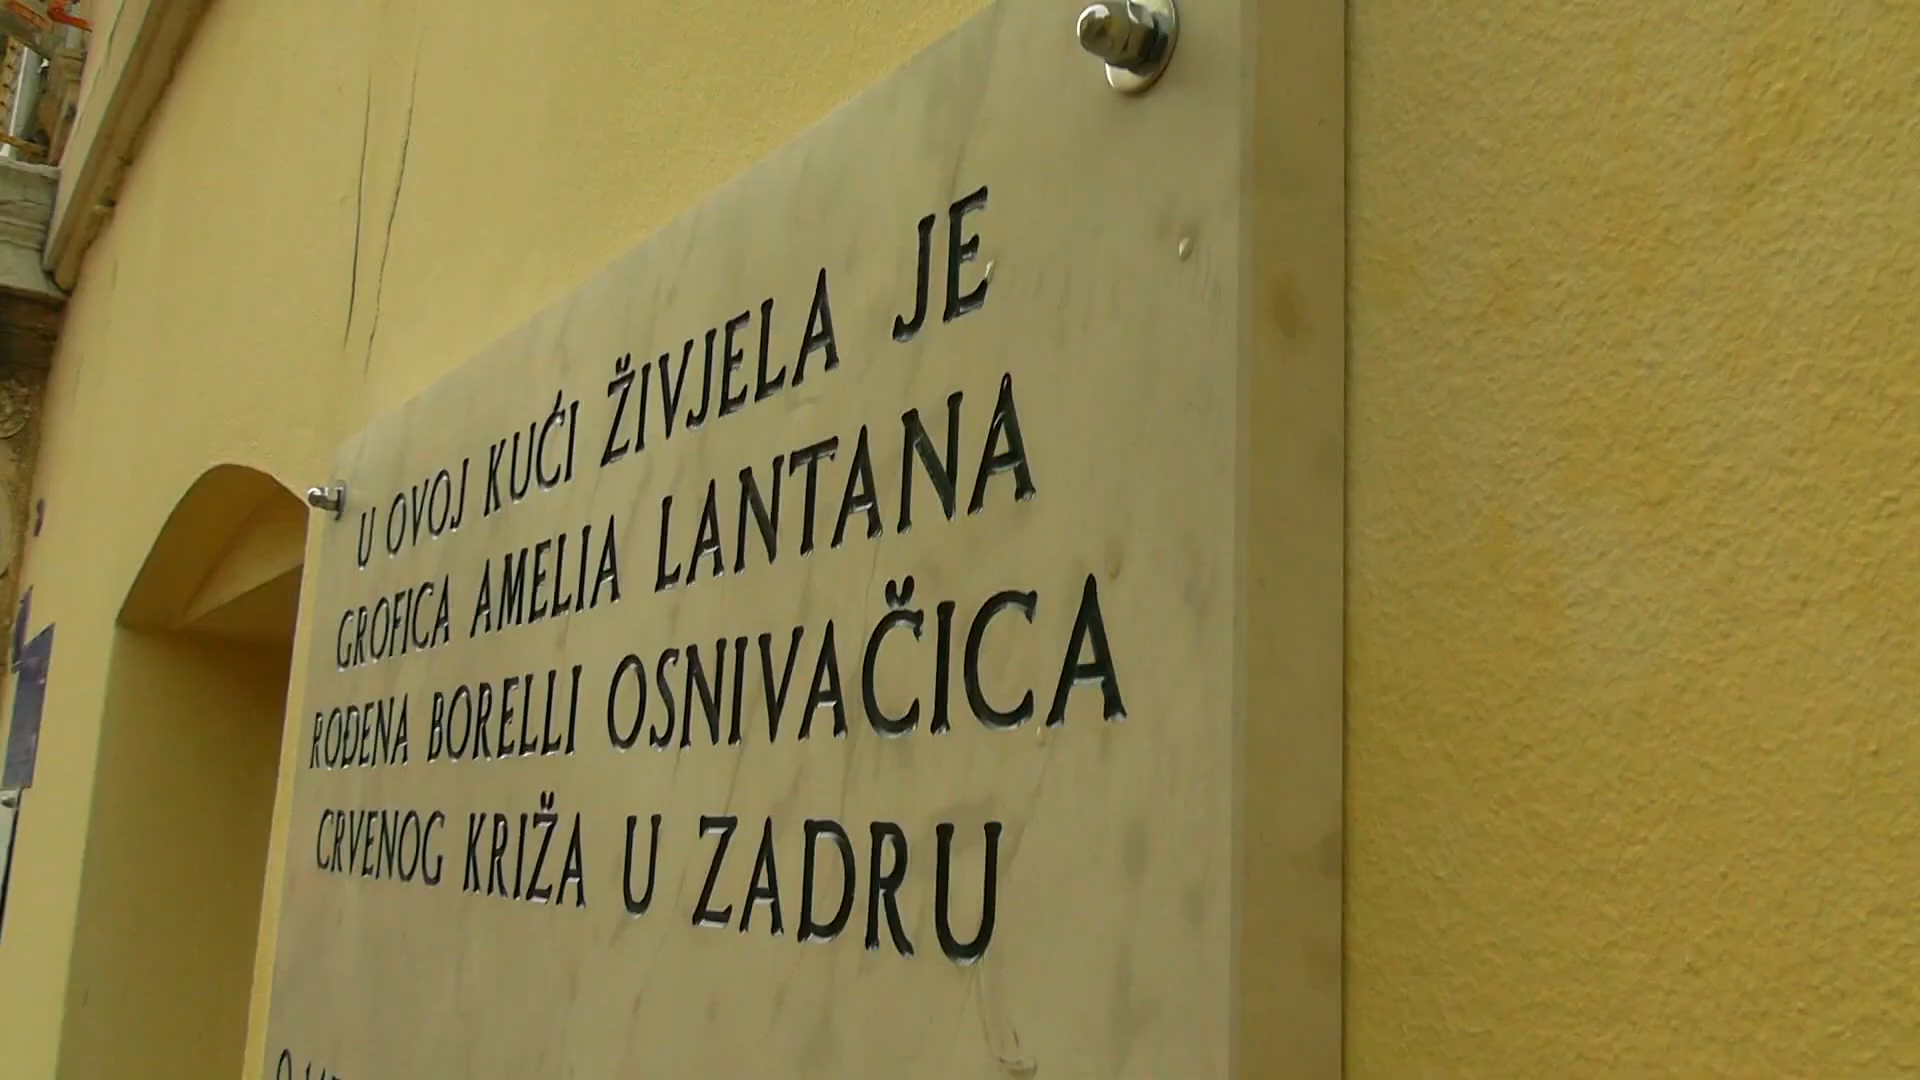 U OVOJ KUĆI ŽIVJELA JE
GROFICA AMELIA LANTANA
ROĐENA BORELLI OSNIVAČICA
CRVENOG KRIŽA U ZADRU